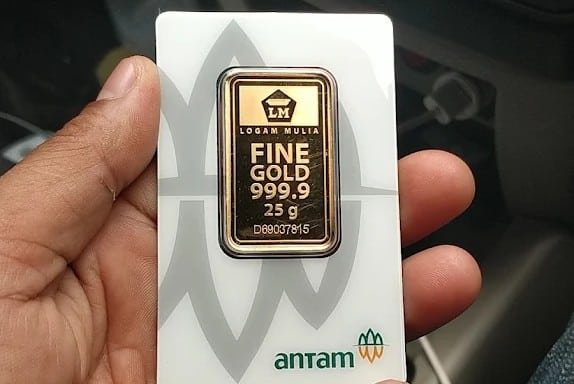 LM
LOGAM MULIA
FINE
GOLD
999.9
25 g
D69037815
antam